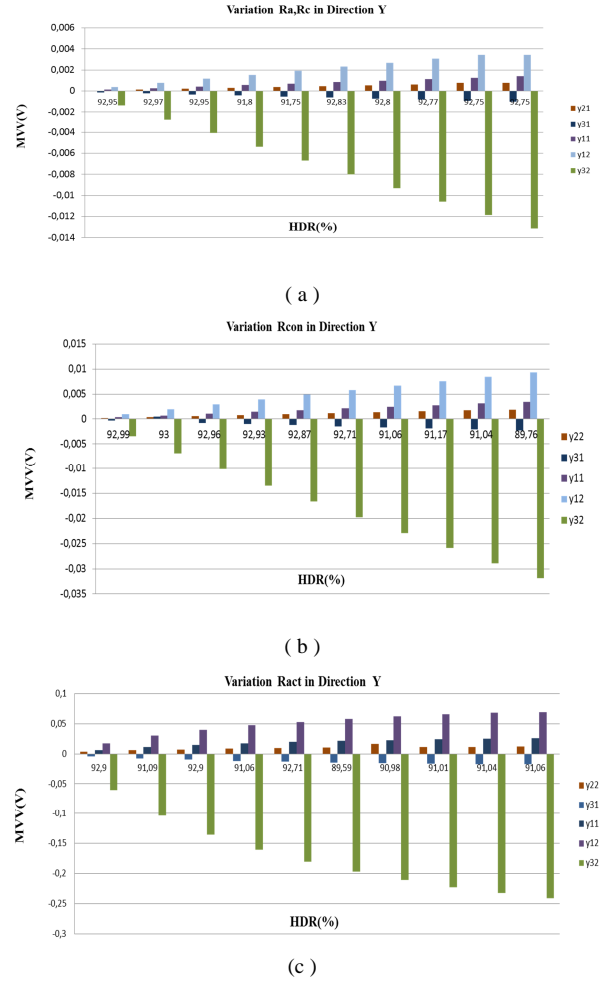 Variation Ra,Rc in Direction Y
0,006
0,004
0,002
0
-0,002
-0,004
-0,006
-0,008
-0,01
-0,012
-0,014
MVV(V)
92,95 92,97 92,95 91,8 91,75 92,83 92,8 92,77 92,75 92,75
HDR(%)
y21
y31
y11
y12
y32
( a )
Variation Rcon in Direction Y
0,015
0,01
0,005
0
-0,005
-0,01
-0,015
-0,02
-0,025
-0,03
-0,035
MVV(V)
92,99 93 92,96 92,93 92,87 92,71 91,06 91,17 91,04 89,76
HDR(%)
y22
y31
y11
y12
y32
( b )
Variation Ract in Direction Y
0,1
0,05
0
-0,05
-0,1
-0,15
-0,2
-0,25
-0,3
MVV(V)
92,9 91,09 92,9 91,06 92,71 89,59 90,98 91,01 91,04 91,06
HDR(%)
y22
y31
y11
y12
y32
(c )